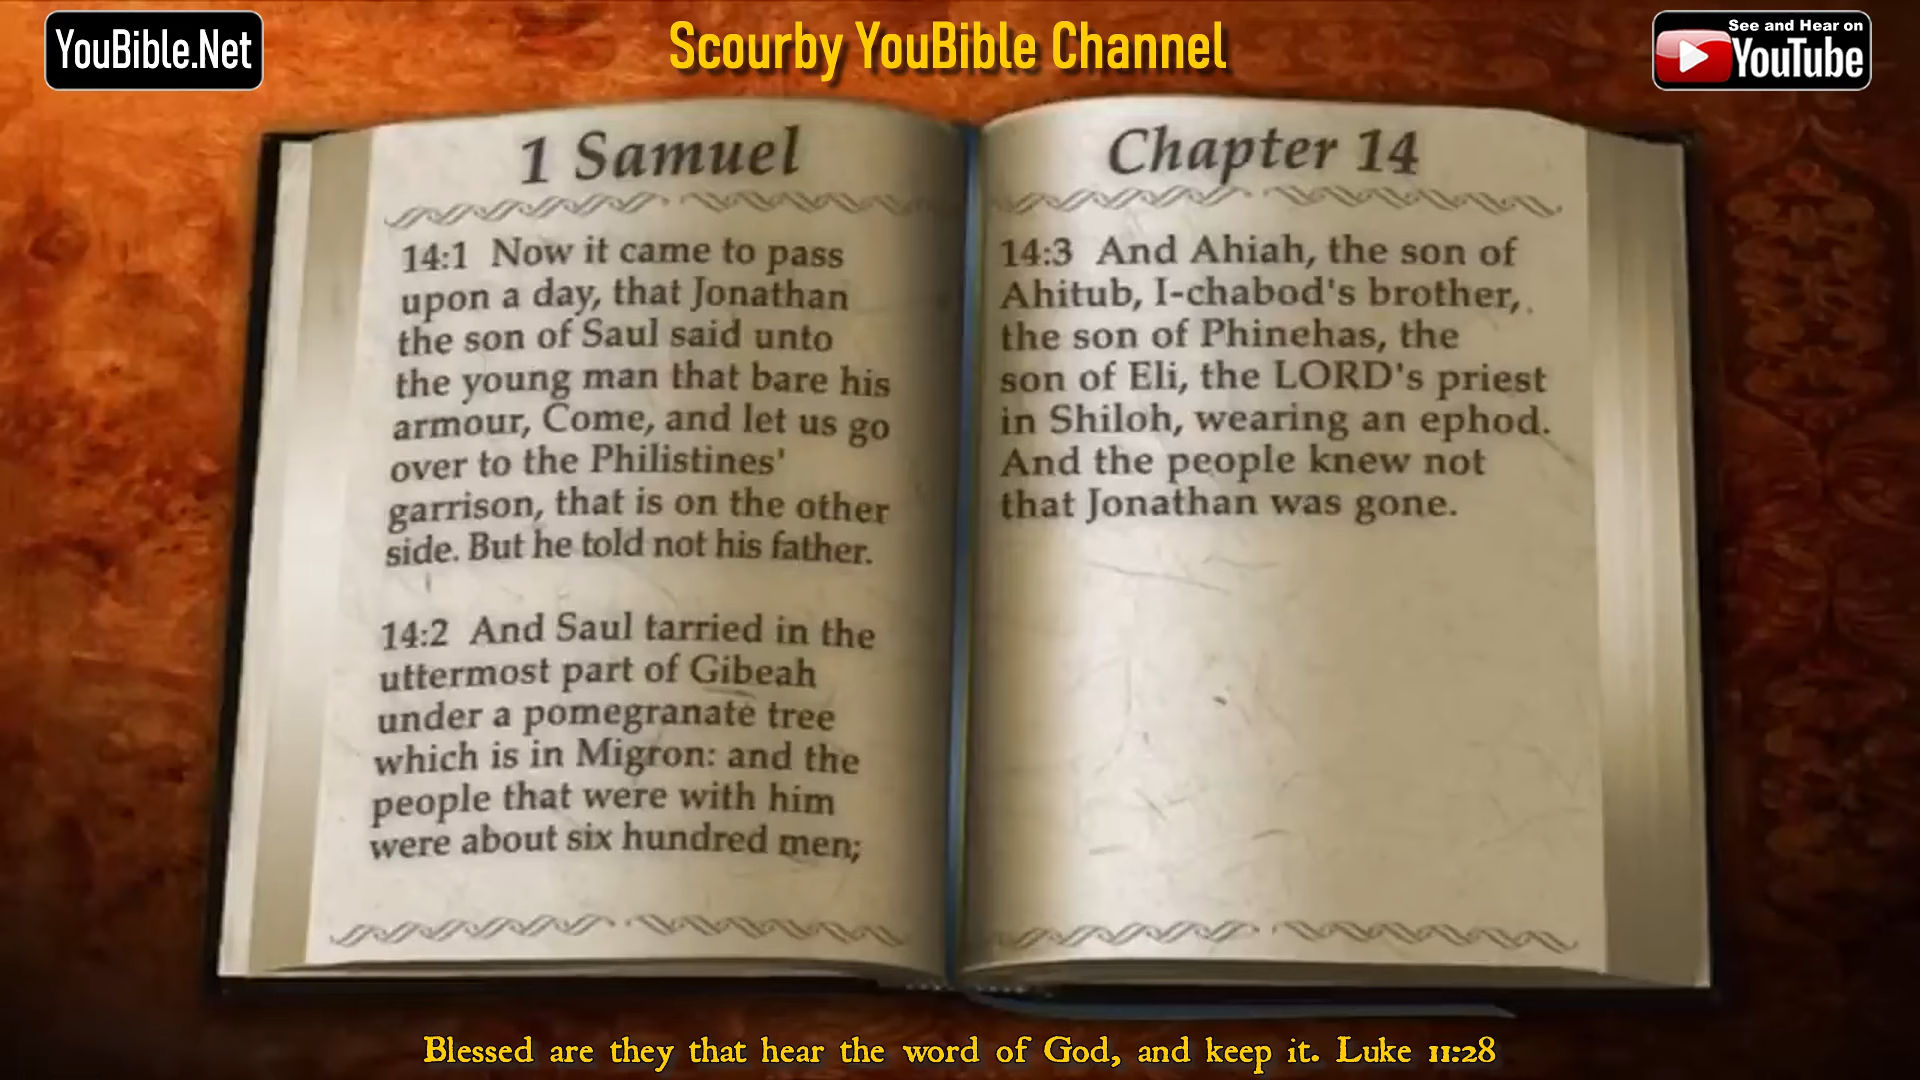 YouBible.Net
Scourby YouBible Channel
See and Hear on
YouTube
1 Samuel
14:1 Now it came to pass
upon a day, that Jonathan
the son of Saul said unto
the young man that bare his
armour, Come, and let us go
over to the Philistines'
garrison, that is on the other
side. But he told not his father.
14:2 And Saul tarried in the
uttermost part of Gibeah
under a pomegranate tree
which is in Migron: and the
people that were with him
were about six hundred men;
Chapter 14
14:3 And Ahiah, the son of
Ahitub, I-chabod's brother,
the son of Phinehas, the
son of Eli, the LORD's priest
in Shiloh, wearing an ephod.
And the people knew not
that Jonathan was gone.
Blessed are they that hear the word of God, and keep it. Luke 11:28